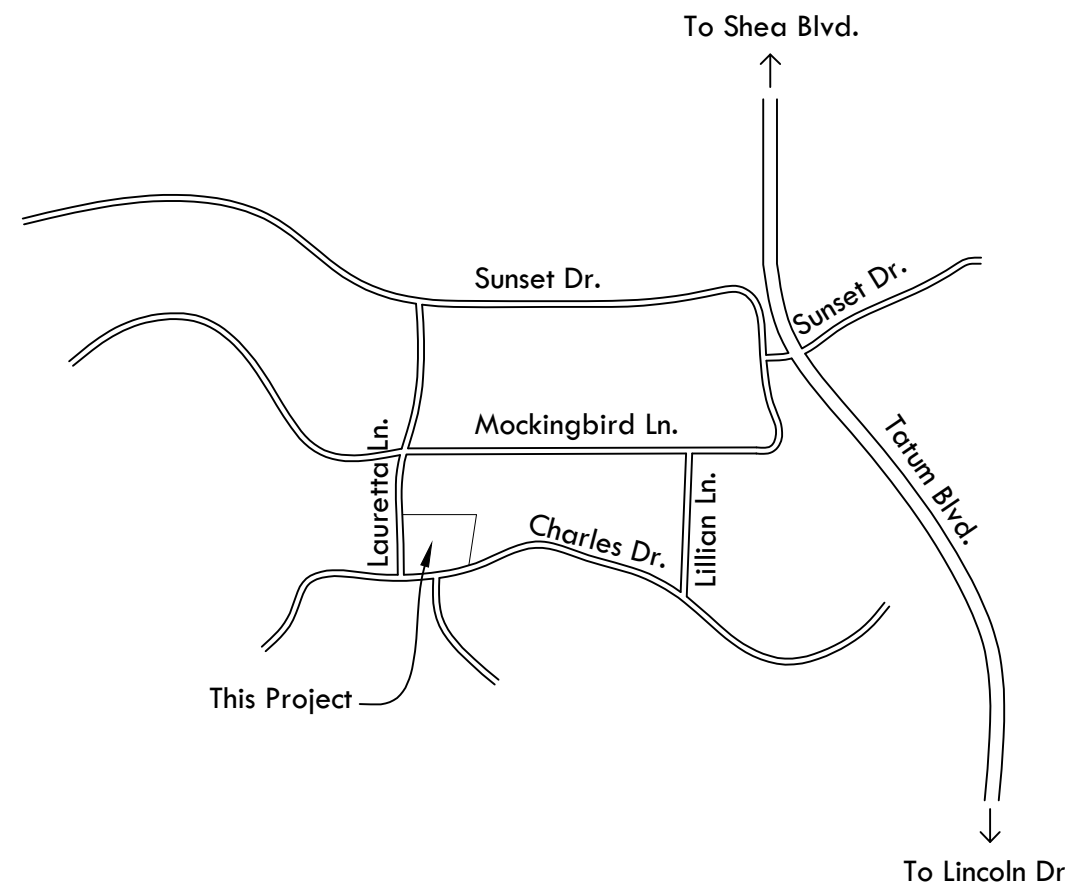 To Shea Blvd.
Sunset Dr.
Sunset Dr.
Mockingbird Ln.
Tatum Blvd.
Lauretta Ln.
Charles Dr.
Lillian Ln.
This Project
To Lincoln Dr